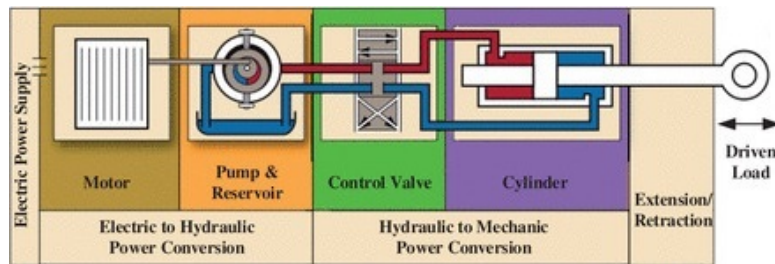 Electric Power Supply
Motor
Pump &
Reservoir
Control Valve
Cylinder
Extension/
Retraction
Driven
Load
Electric to Hydraulic
Power Conversion
Hydraulic to Mechanic
Power Conversion